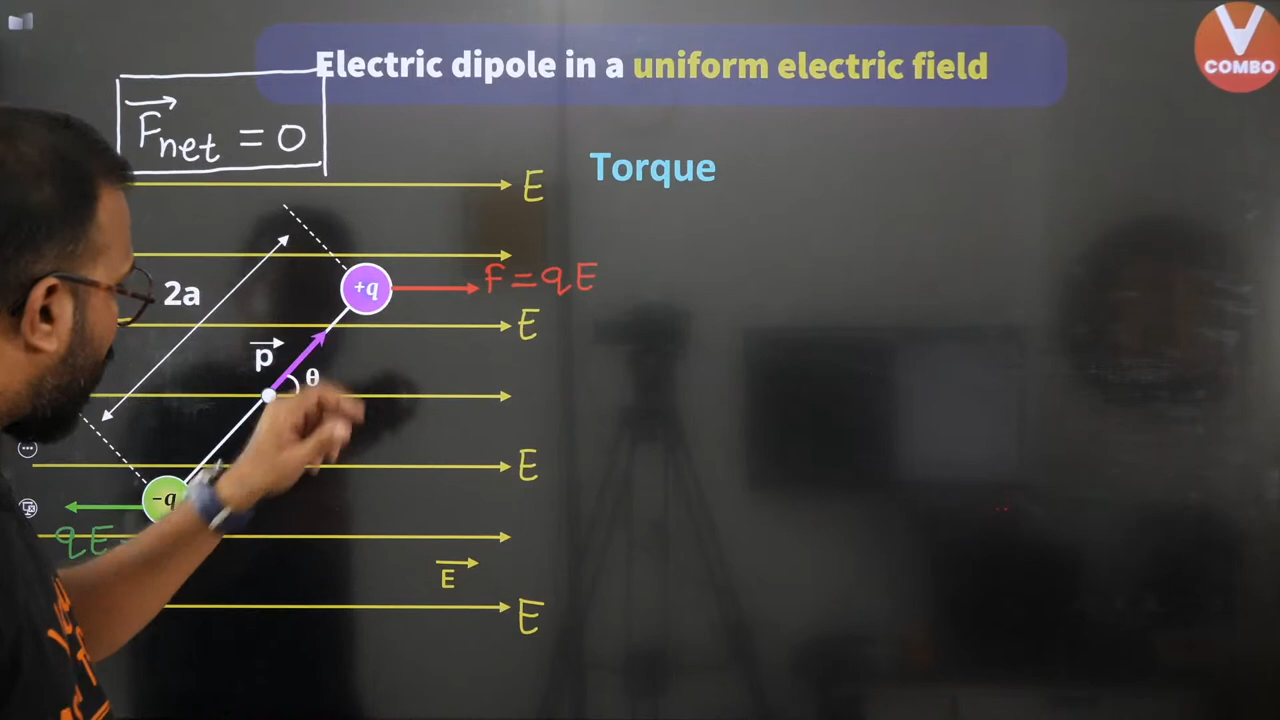 Electric dipole in a uniform electric field
V
COMBO
F⃗net = 0
Torque
E
+q
F = qE
2a
E
p⃗
θ
E
−q
qE
E⃗
E